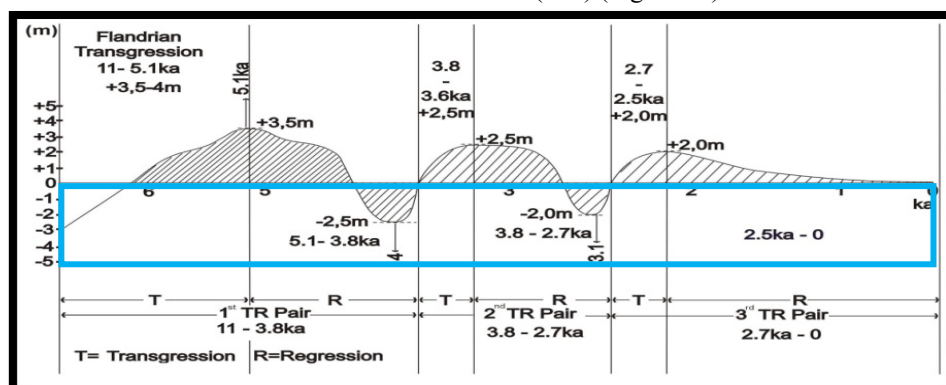 (m)
Flandrian
Transgression
11- 5.1ka
+3,5-4m
5.1ka
3.8
-
3.6ka
+2,5m
2.7
-
2.5ka
+2,0m
+5
+4
+3
+2
+1
0
-1
-2
-3
-4
-5
+3,5m
+2,5m
+2,0m
6
5
3
2
1
0
ka
-2,5m
5.1- 3.8ka
4
-2,0m
3.8 - 2.7ka
3.1
2.5ka - 0
T
R
T
R
T
R
1st TR Pair
11 - 3.8ka
2nd TR Pair
3.8 - 2.7ka
3rd TR Pair
2.7ka - 0
T= Transgression R=Regression